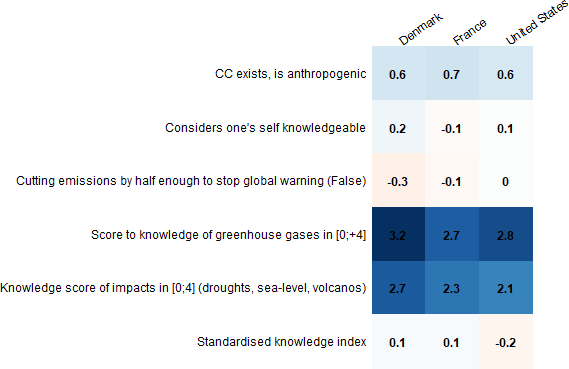 Denmark France United States
CC exists, is anthropogenic 0.6 0.7 0.6
Considers one's self knowledgeable 0.2 -0.1 0.1
Cutting emissions by half enough to stop global warning (False) -0.3 -0.1 0
Score to knowledge of greenhouse gases in [0;+4] 3.2 2.7 2.8
Knowledge score of impacts in [0;4] (droughts, sea-level, volcanos) 2.7 2.3 2.1
Standardised knowledge index 0.1 0.1 -0.2